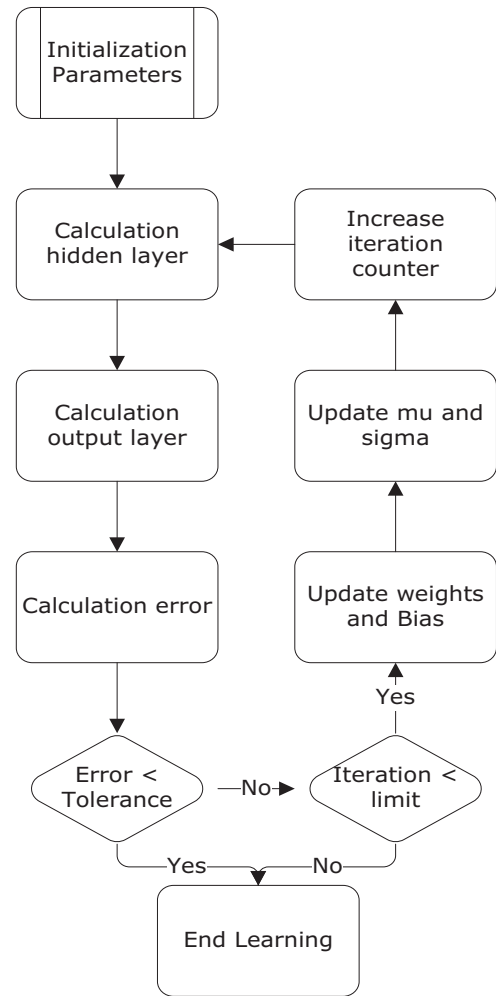 Initialization
Parameters
Calculation
hidden layer
Increase
iteration
counter
Calculation
output layer
Update mu and
sigma
Calculation error
Update weights
and Bias
Yes
Error <
Tolerance
No
Iteration <
limit
Yes
No
End Learning